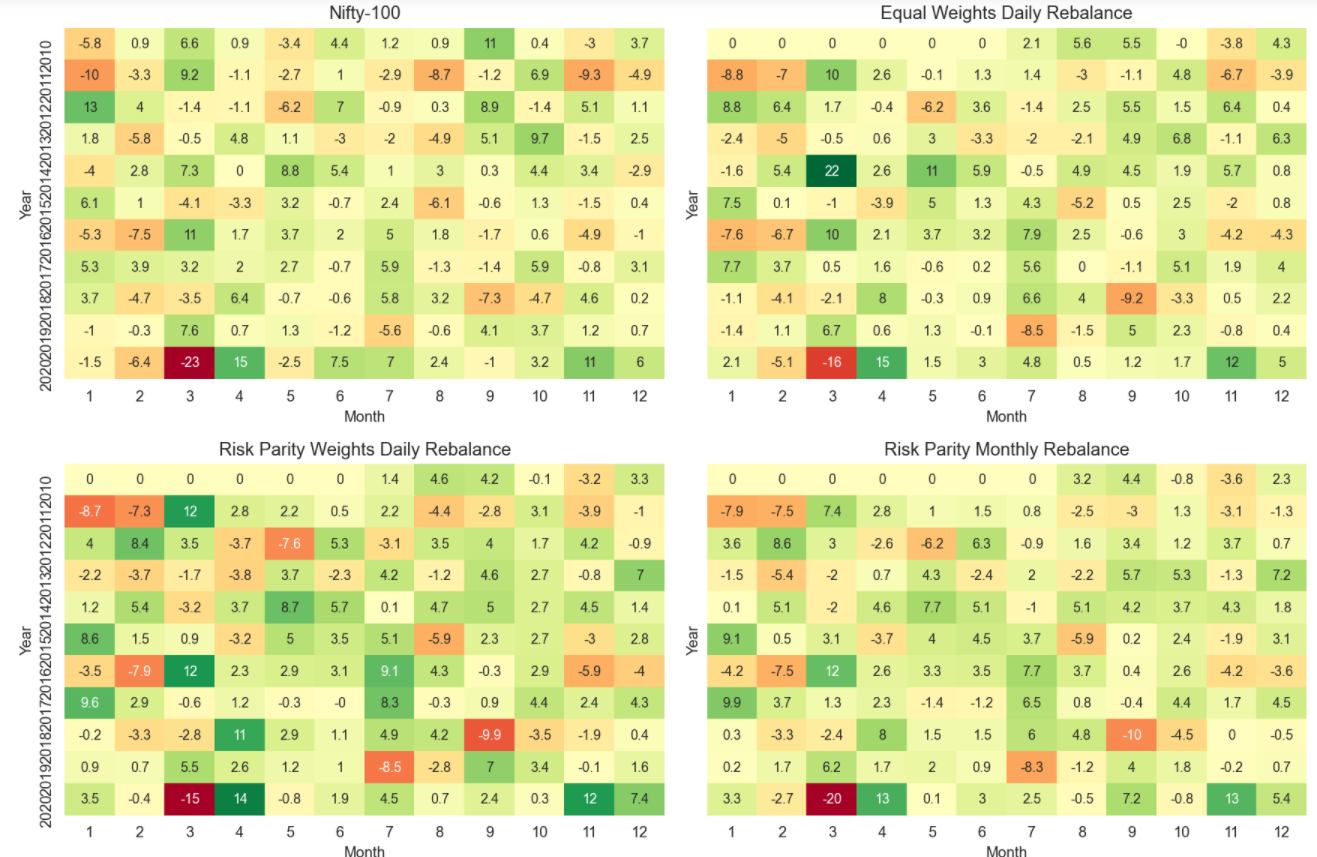 Nifty-100
-5.8 0.9 6.6 0.9 -3.4 4.4 1.2 0.9 11 0.4 -3 3.7
-10 -3.3 9.2 -1.1 -2.7 1 -2.9 -8.7 -1.2 6.9 -9.3 -4.9
13 4 -1.4 -1.1 -6.2 7 -0.9 0.3 8.9 -1.4 5.1 1.1
1.8 -5.8 -0.5 4.8 1.1 -3 -2 -4.9 5.1 9.7 -1.5 2.5
-4 2.8 7.3 0 8.8 5.4 1 3 0.3 4.4 3.4 -2.9
6.1 1 -4.1 -3.3 3.2 -0.7 2.4 -6.1 -0.6 1.3 -1.5 0.4
-5.3 -7.5 11 1.7 3.7 2 5 1.8 -1.7 0.6 -4.9 -1
5.3 3.9 3.2 2 2.7 -0.7 5.9 -1.3 -1.4 5.9 -0.8 3.1
3.7 -4.7 -3.5 6.4 -0.7 -0.6 5.8 3.2 -7.3 -4.7 4.6 0.2
-1 -0.3 7.6 0.7 1.3 -1.2 -5.6 -0.6 4.1 3.7 1.2 0.7
-1.5 -6.4 -23 15 -2.5 7.5 7 2.4 -1 3.2 11 6
1 2 3 4 5 6 7 8 9 10 11 12
Month
Year
20202019201820172016201520142013201220112010
Equal Weights Daily Rebalance
0 0 0 0 0 0 2.1 5.6 5.5 -0 -3.8 4.3
-8.8 -7 10 2.6 -0.1 1.3 1.4 -3 -1.1 4.8 -6.7 -3.9
8.8 6.4 1.7 -0.4 -6.2 3.6 -1.4 2.5 5.5 1.5 6.4 0.4
-2.4 -5 -0.5 0.6 3 -3.3 -2 -2.1 4.9 6.8 -1.1 6.3
-1.6 5.4 22 2.6 11 5.9 -0.5 4.9 4.5 1.9 5.7 0.8
7.5 0.1 -1 -3.9 5 1.3 4.3 -5.2 0.5 2.5 -2 0.8
-7.6 -6.7 10 2.1 3.7 3.2 7.9 2.5 -0.6 3 -4.2 -4.3
7.7 3.7 0.5 1.6 -0.6 0.2 5.6 0 -1.1 5.1 1.9 4
-1.1 -4.1 -2.1 8 -0.3 0.9 6.6 4 -9.2 -3.3 0.5 2.2
-1.4 1.1 6.7 0.6 1.3 -0.1 -8.5 -1.5 5 2.3 -0.8 0.4
2.1 -5.1 -16 15 1.5 3 4.8 0.5 1.2 1.7 12 5
1 2 3 4 5 6 7 8 9 10 11 12
Month
Year
Risk Parity Weights Daily Rebalance
0 0 0 0 0 0 1.4 4.6 4.2 -0.1 -3.2 3.3
-8.7 -7.3 12 2.8 2.2 0.5 2.2 -4.4 -2.8 3.1 -3.9 -1
4 8.4 3.5 -3.7 -7.6 5.3 -3.1 3.5 4 1.7 4.2 -0.9
-2.2 -3.7 -1.7 -3.8 3.7 -2.3 4.2 -1.2 4.6 2.7 -0.8 7
1.2 5.4 -3.2 3.7 8.7 5.7 0.1 4.7 5 2.7 4.5 1.4
8.6 1.5 0.9 -3.2 5 3.5 5.1 -5.9 2.3 2.7 -3 2.8
-3.5 -7.9 12 2.3 2.9 3.1 9.1 4.3 -0.3 2.9 -5.9 -4
9.6 2.9 -0.6 1.2 -0.3 -0 8.3 -0.3 0.9 4.4 2.4 4.3
-0.2 -3.3 -2.8 11 2.9 1.1 4.9 4.2 -9.9 -3.5 -1.9 0.4
0.9 0.7 5.5 2.6 1.2 1 -8.5 -2.8 7 3.4 -0.1 1.6
3.5 -0.4 -15 14 -0.8 1.9 4.5 0.7 2.4 0.3 12 7.4
1 2 3 4 5 6 7 8 9 10 11 12
Month
Year
20202019201820172016201520142013201220112010
Risk Parity Monthly Rebalance
0 0 0 0 0 0 0 3.2 4.4 -0.8 -3.6 2.3
-7.9 -7.5 7.4 2.8 1 1.5 0.8 -2.5 -3 1.3 -3.1 -1.3
3.6 8.6 3 -2.6 -6.2 6.3 -0.9 1.6 3.4 1.2 3.7 0.7
-1.5 -5.4 -2 0.7 4.3 -2.4 2 -2.2 5.7 5.3 -1.3 7.2
0.1 5.1 -2 4.6 7.7 5.1 -1 5.1 4.2 3.7 4.3 1.8
9.1 0.5 3.1 -3.7 4 4.5 3.7 -5.9 0.2 2.4 -1.9 3.1
-4.2 -7.5 12 2.6 3.3 3.5 7.7 3.7 0.4 2.6 -4.2 -3.6
9.9 3.7 1.3 2.3 -1.4 -1.2 6.5 0.8 -0.4 4.4 1.7 4.5
0.3 -3.3 -2.4 8 1.5 1.5 6 4.8 -10 -4.5 0 -0.5
0.2 1.7 6.2 1.7 2 0.9 -8.3 -1.2 4 1.8 -0.2 0.7
3.3 -2.7 -20 13 0.1 3 2.5 -0.5 7.2 -0.8 13 5.4
1 2 3 4 5 6 7 8 9 10 11 12
Month
Year